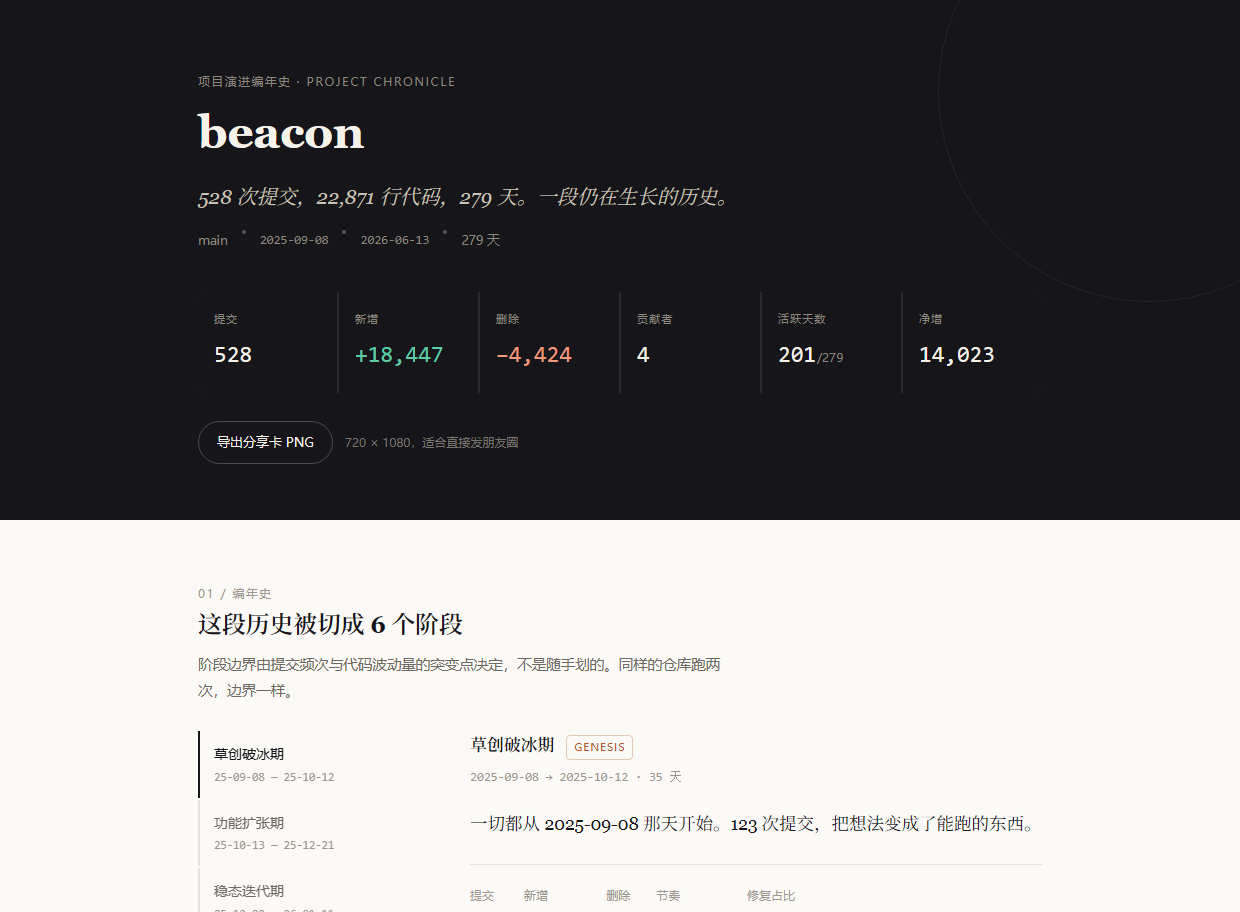 项目演进编年史 · PROJECT CHRONICLE
beacon
528 次提交，22,871 行代码，279 天。一段仍在生长的历史。
main • 2025-09-08 • 2026-06-13 • 279 天
提交 新增 删除 贡献者 活跃天数 净增
528 +18,447 −4,424 4 201/279 14,023
导出分享卡 PNG 720 × 1080，适合直接发朋友圈
01 / 编年史
这段历史被切成 6 个阶段
阶段边界由提交频次与代码波动量的突变点决定，不是随手划的。同样的仓库跑两
次，边界一样。
草创破冰期
25-09-08 — 25-10-12
功能扩张期
25-10-13 — 25-12-21
稳态迭代期
草创破冰期 GENESIS
2025-09-08 → 2025-10-12 · 35 天
一切都从 2025-09-08 那天开始。123 次提交，把想法变成了能跑的东西。
提交 新增 删除 节奏 修复占比